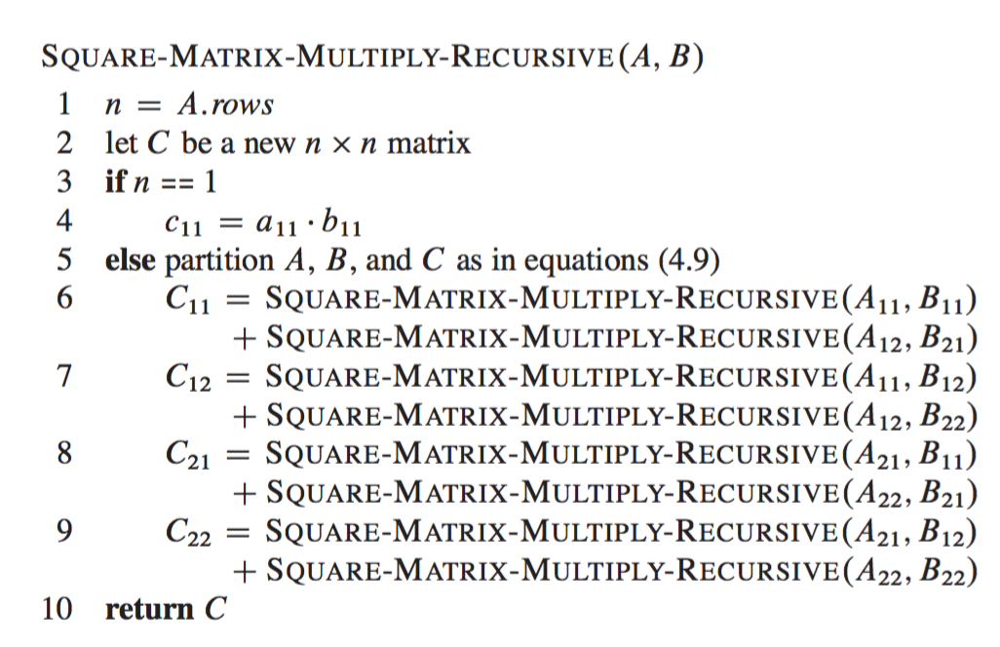 SQUARE-MATRIX-MULTIPLY-RECURSIVE(A, B)
1 n = A.rows
2 let C be a new n × n matrix
3 if n == 1
4 c₁₁ = a₁₁ · b₁₁
5 else partition A, B, and C as in equations (4.9)
6 C₁₁ = SQUARE-MATRIX-MULTIPLY-RECURSIVE(A₁₁, B₁₁)
+ SQUARE-MATRIX-MULTIPLY-RECURSIVE(A₁₂, B₂₁)
7 C₁₂ = SQUARE-MATRIX-MULTIPLY-RECURSIVE(A₁₁, B₁₂)
+ SQUARE-MATRIX-MULTIPLY-RECURSIVE(A₁₂, B₂₂)
8 C₂₁ = SQUARE-MATRIX-MULTIPLY-RECURSIVE(A₂₁, B₁₁)
+ SQUARE-MATRIX-MULTIPLY-RECURSIVE(A₂₂, B₂₁)
9 C₂₂ = SQUARE-MATRIX-MULTIPLY-RECURSIVE(A₂₁, B₁₂)
+ SQUARE-MATRIX-MULTIPLY-RECURSIVE(A₂₂, B₂₂)
10 return C